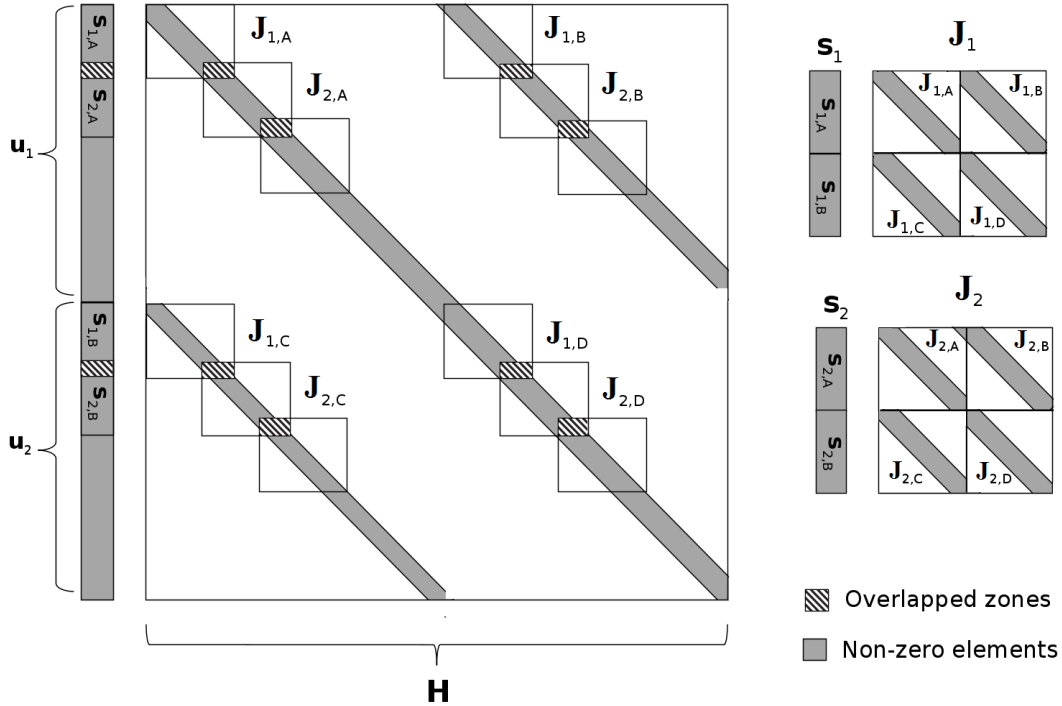 u1
u2
S1,A
S2,A
S1,B
S2,B
J1,A
J2,A
J1,B
J2,B
J1,C
J2,C
J1,D
J2,D
H
S1
J1
S1,A
S1,B
J1,A
J1,B
J1,C
J1,D
S2
J2
S2,A
S2,B
J2,A
J2,B
J2,C
J2,D
Overlapped zones
Non-zero elements